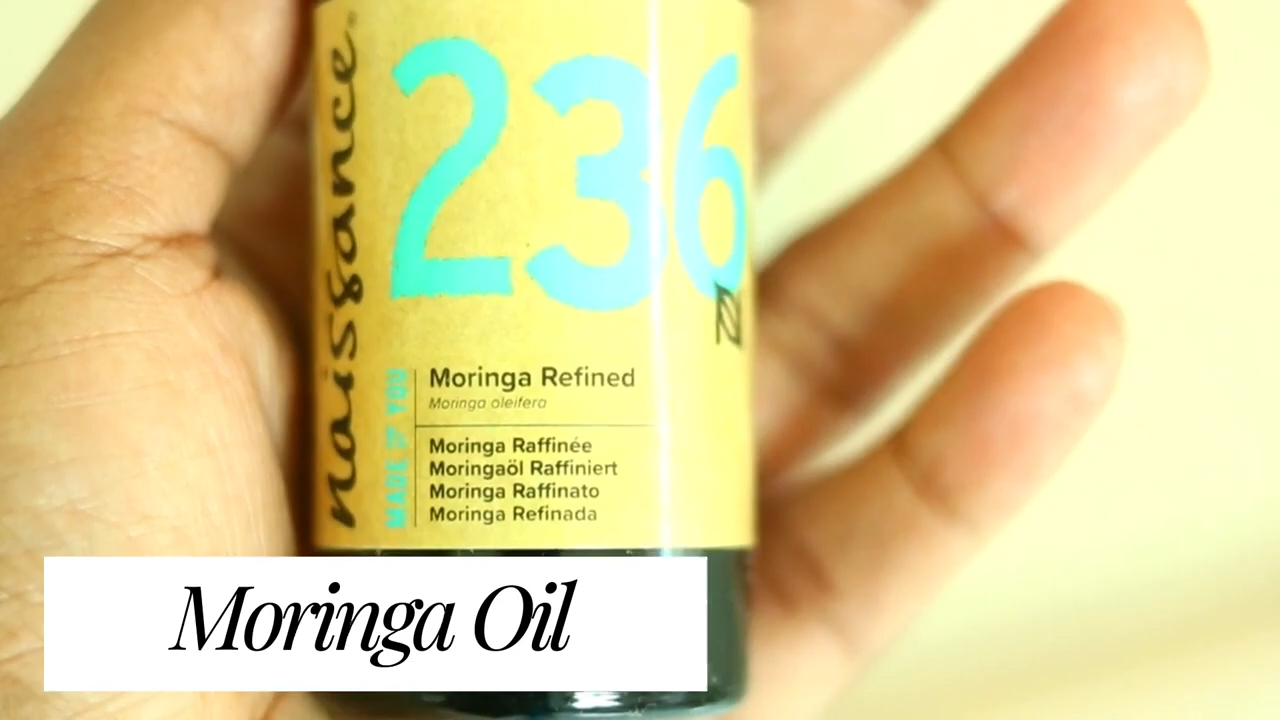 naissance
236
MADE BY YOU
Moringa Refined
Moringa oleifera
Moringa Raffinée
Moringaöl Raffiniert
Moringa Raffinato
Moringa Refinada
Moringa Oil